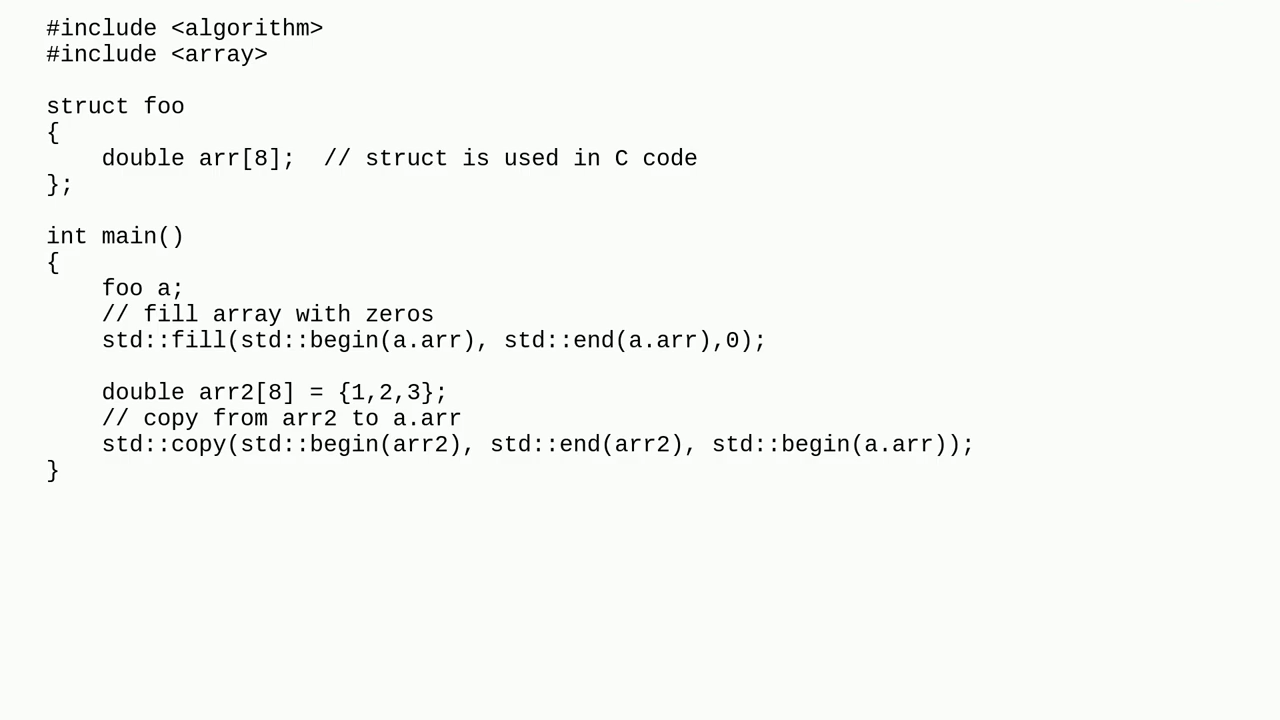 #include <algorithm>
#include <array>
struct foo
{
    double arr[8];  // struct is used in C code
};
int main()
{
    foo a;
    // fill array with zeros
    std::fill(std::begin(a.arr), std::end(a.arr),0);
    double arr2[8] = {1,2,3};
    // copy from arr2 to a.arr
    std::copy(std::begin(arr2), std::end(arr2), std::begin(a.arr));
}